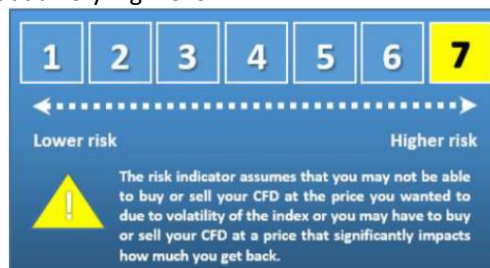 1 2 3 4 5 6 7
Lower risk Higher risk
The risk indicator assumes that you may not be able
to buy or sell your CFD at the price you wanted to
due to volatility of the index or you may have to buy
or sell your CFD at a price that significantly impacts
how much you get back.